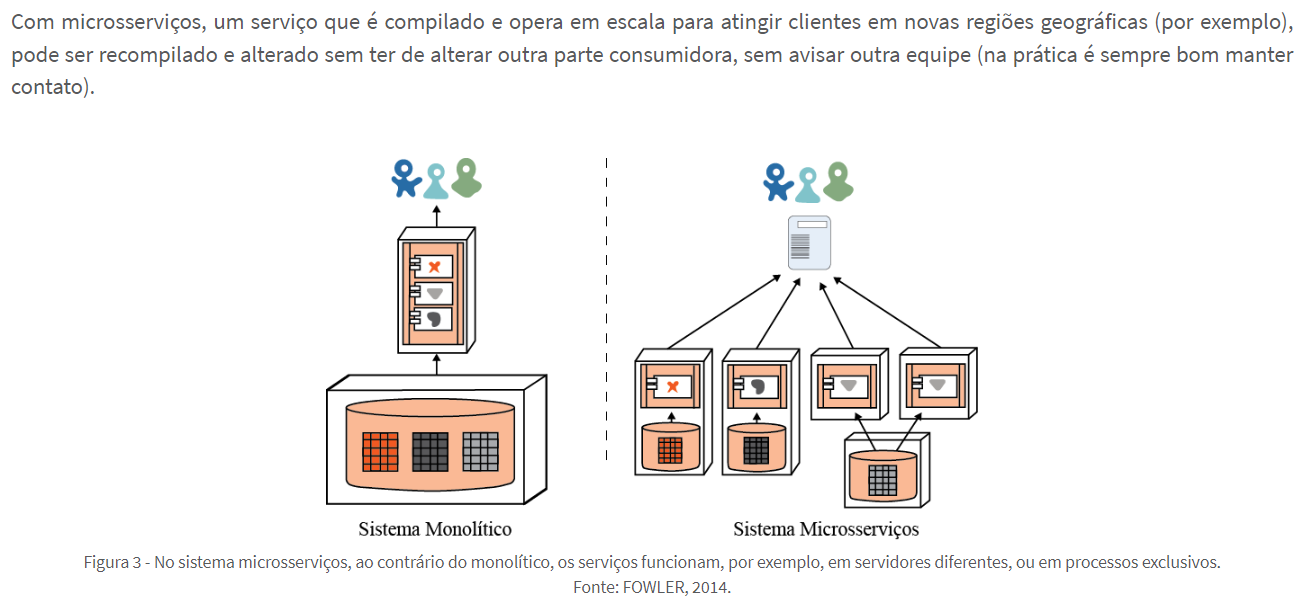 Com microsserviços, um serviço que é compilado e opera em escala para atingir clientes em novas regiões geográficas (por exemplo),
pode ser recompilado e alterado sem ter de alterar outra parte consumidora, sem avisar outra equipe (na prática é sempre bom manter
contato).
Sistema Monolítico
Sistema Microsserviços
Figura 3 - No sistema microsserviços, ao contrário do monolítico, os serviços funcionam, por exemplo, em servidores diferentes, ou em processos exclusivos.
Fonte: FOWLER, 2014.